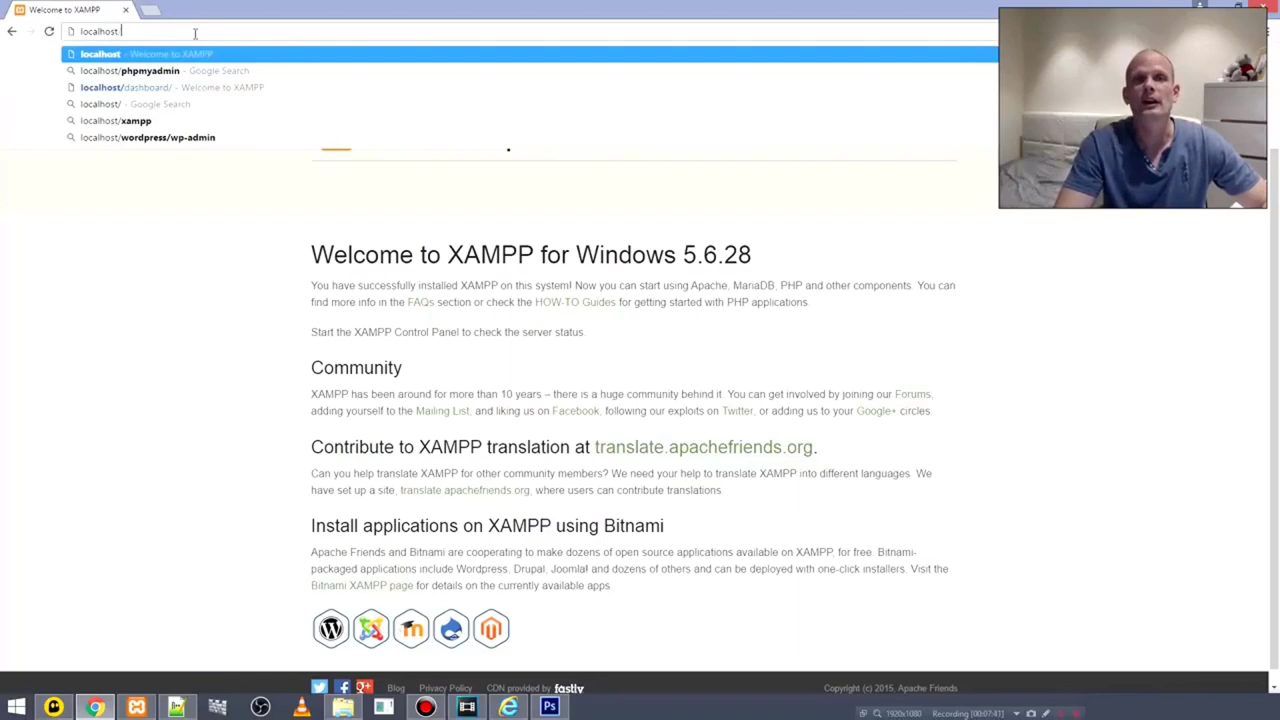 Welcome to XAMPP
localhost
localhost - Welcome to XAMPP
localhost/phpmyadmin - Google Search
localhost/dashboard/ - Welcome to XAMPP
localhost/ - Google Search
localhost/xampp
localhost/wordpress/wp-admin
Welcome to XAMPP for Windows 5.6.28
You have successfully installed XAMPP on this system! Now you can start using Apache, MariaDB, PHP and other components. You can
find more info in the FAQs section or check the HOW-TO Guides for getting started with PHP applications.
Start the XAMPP Control Panel to check the server status.
Community
XAMPP has been around for more than 10 years – there is a huge community behind it. You can get involved by joining our Forums,
adding yourself to the Mailing List, and liking us on Facebook, following our exploits on Twitter, or adding us to your Google+ circles.
Contribute to XAMPP translation at translate.apachefriends.org.
Can you help translate XAMPP for other community members? We need your help to translate XAMPP into different languages. We
have set up a site, translate.apachefriends.org, where users can contribute translations.
Install applications on XAMPP using Bitnami
Apache Friends and Bitnami are cooperating to make dozens of open source applications available on XAMPP, for free. Bitnami-
packaged applications include Wordpress, Drupal, Joomla! and dozens of others and can be deployed with one-click installers. Visit the
Bitnami XAMPP page for details on the currently available apps.
Blog Privacy Policy CDN provided by fastly Copyright (c) 2015, Apache Friends
Ps
1920x1080 Recording [00:07:41]